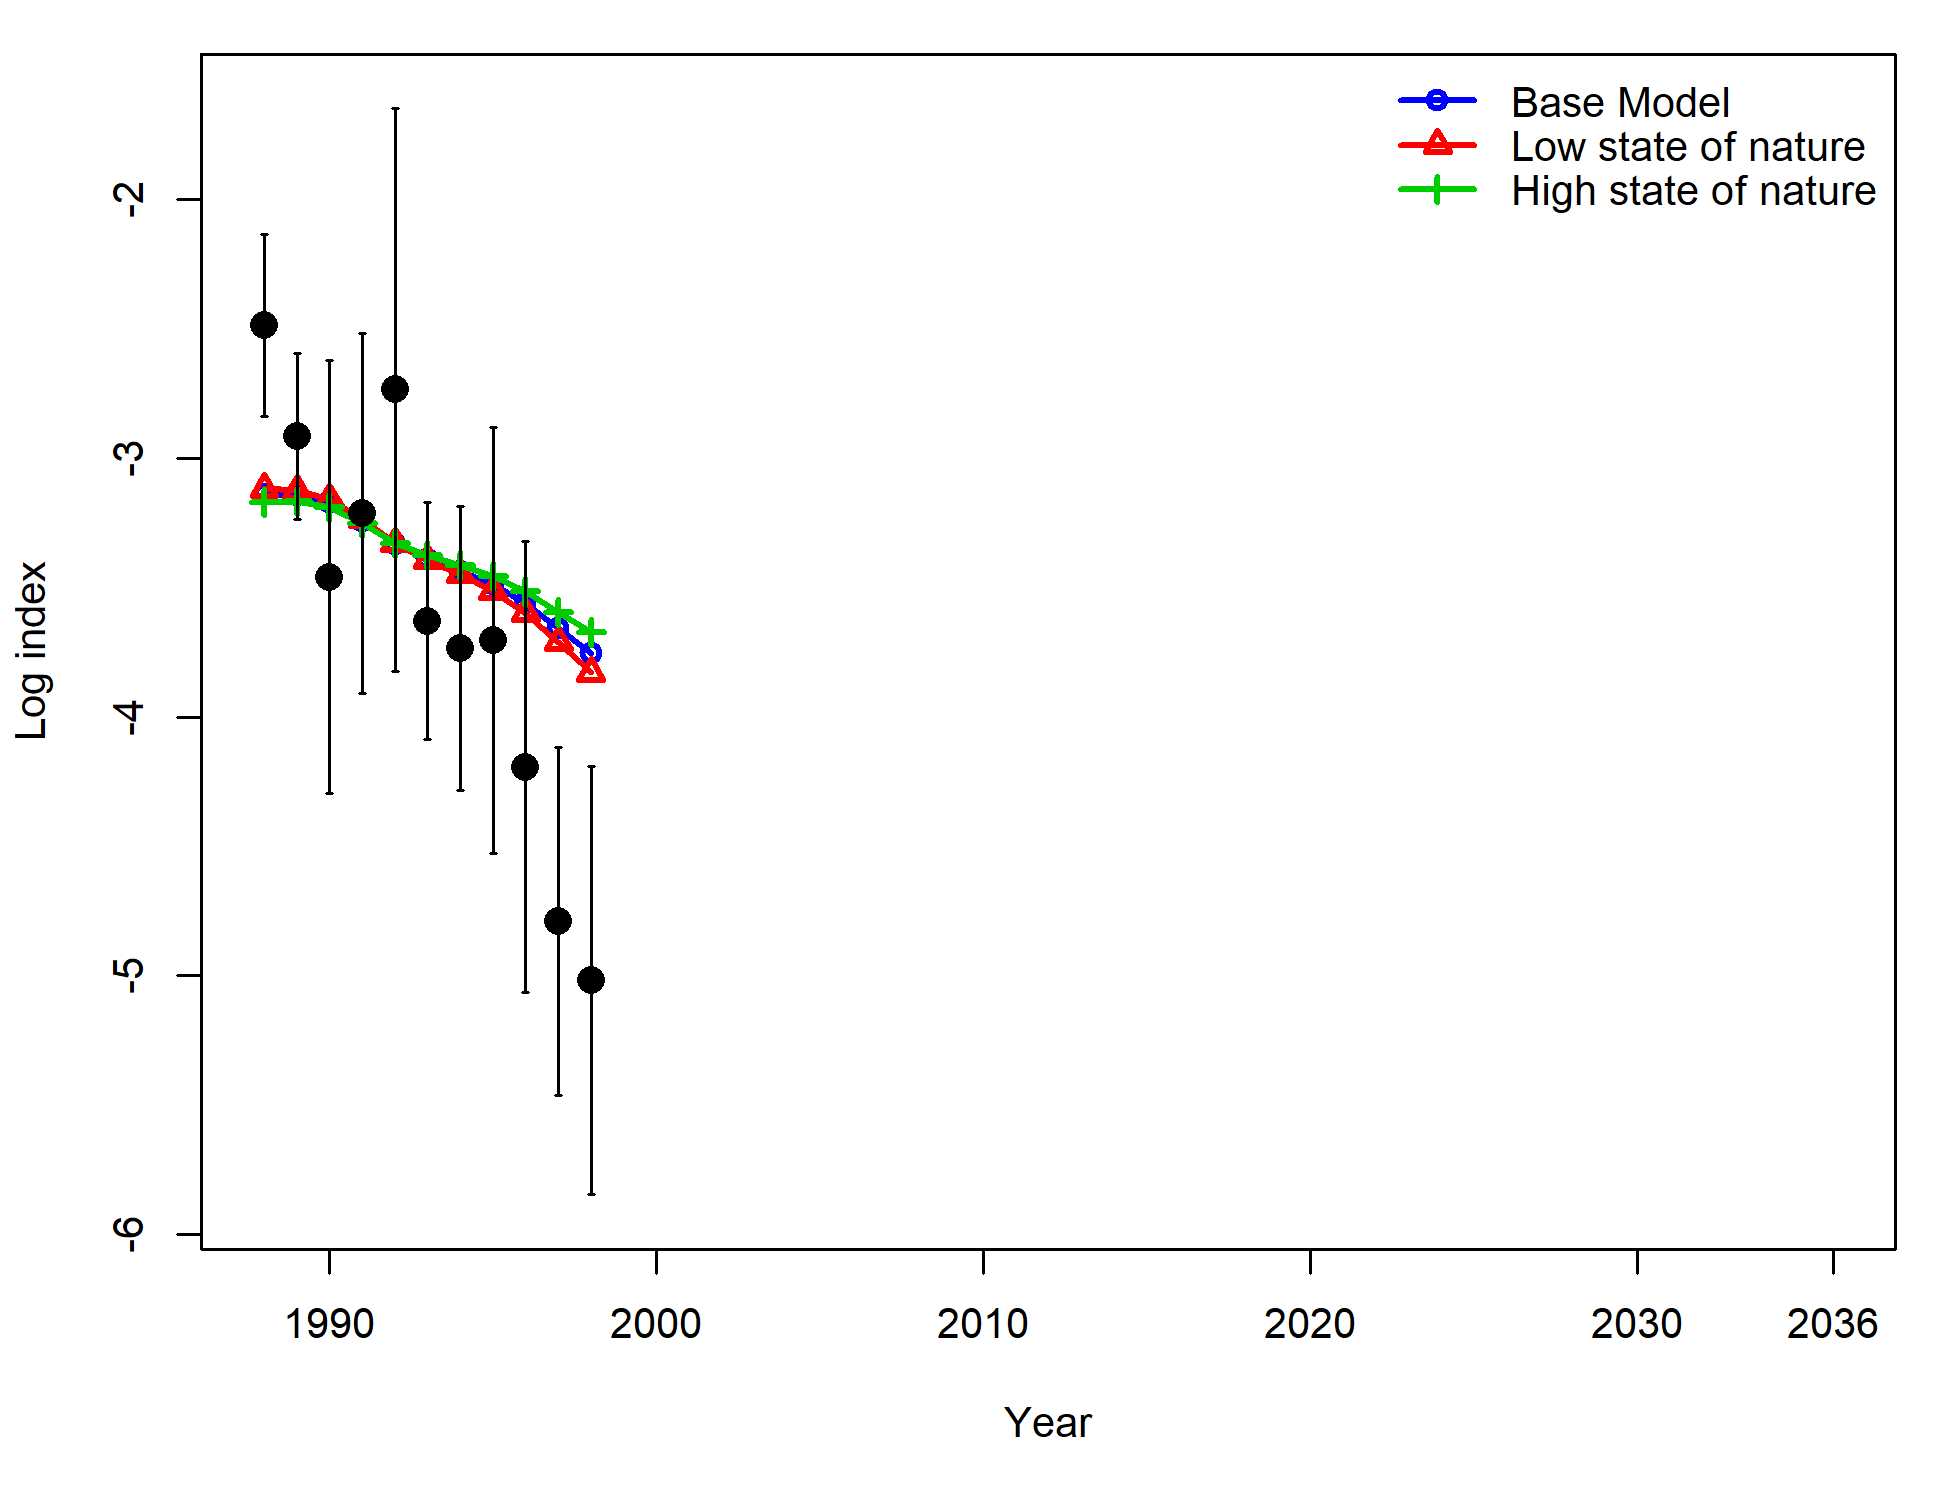 Base Model
Low state of nature
High state of nature
-2
-3
-4
-5
-6
Log index
1990 2000 2010 2020 2030 2036
Year